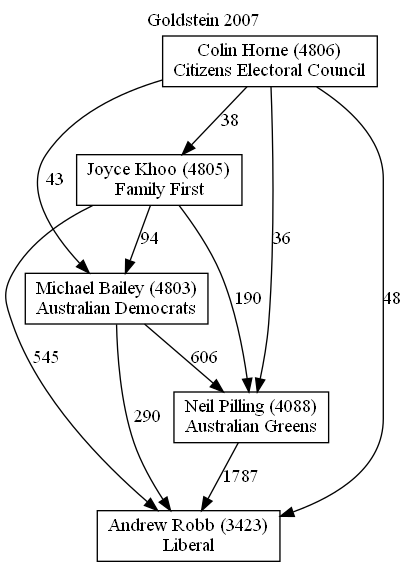 Goldstein 2007
Colin Horne (4806)
Citizens Electoral Council
38
Joyce Khoo (4805)
Family First
43
94
36
Michael Bailey (4803)
Australian Democrats
190
48
545
606
Neil Pilling (4088)
Australian Greens
290
1787
Andrew Robb (3423)
Liberal